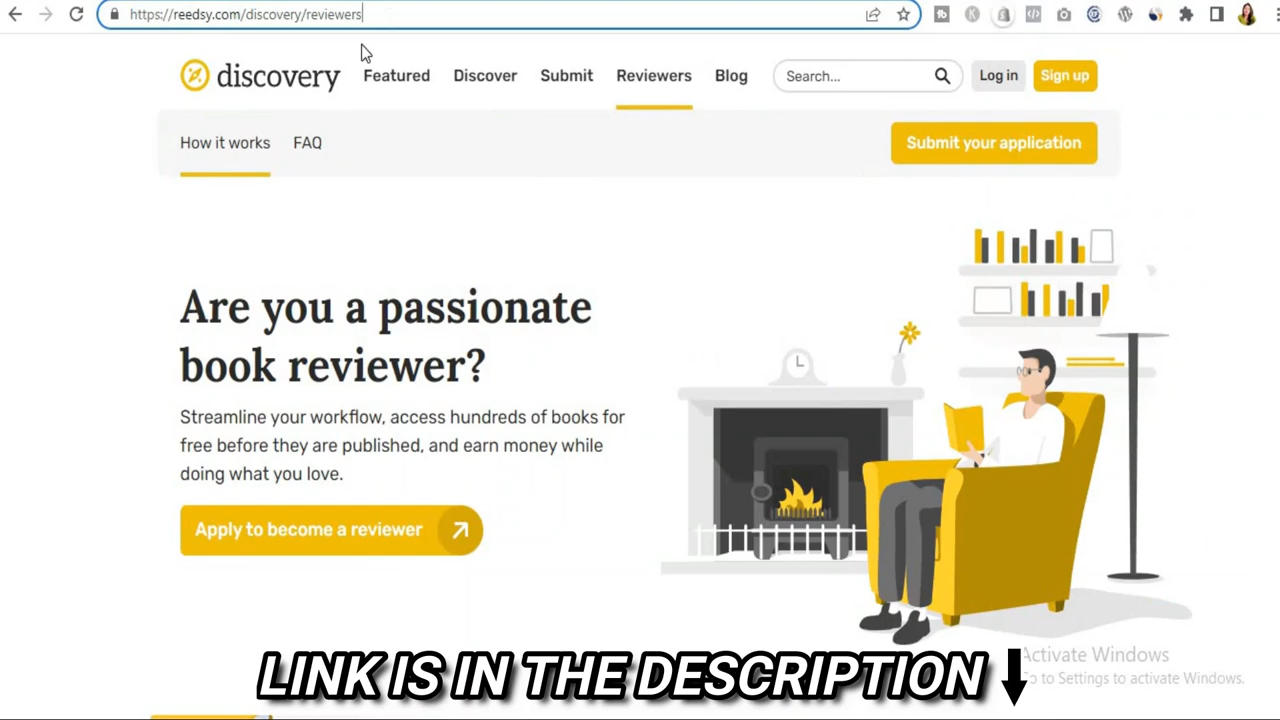 https://reedsy.com/discovery/reviewers
discovery
Featured
Discover
Submit
Reviewers
Blog
Search...
Log in
Sign up
How it works
FAQ
Submit your application
Are you a passionate
book reviewer?
Streamline your workflow, access hundreds of books for
free before they are published, and earn money while
doing what you love.
Apply to become a reviewer
LINK IS IN THE DESCRIPTION
Activate Windows
Go to Settings to activate Windows.